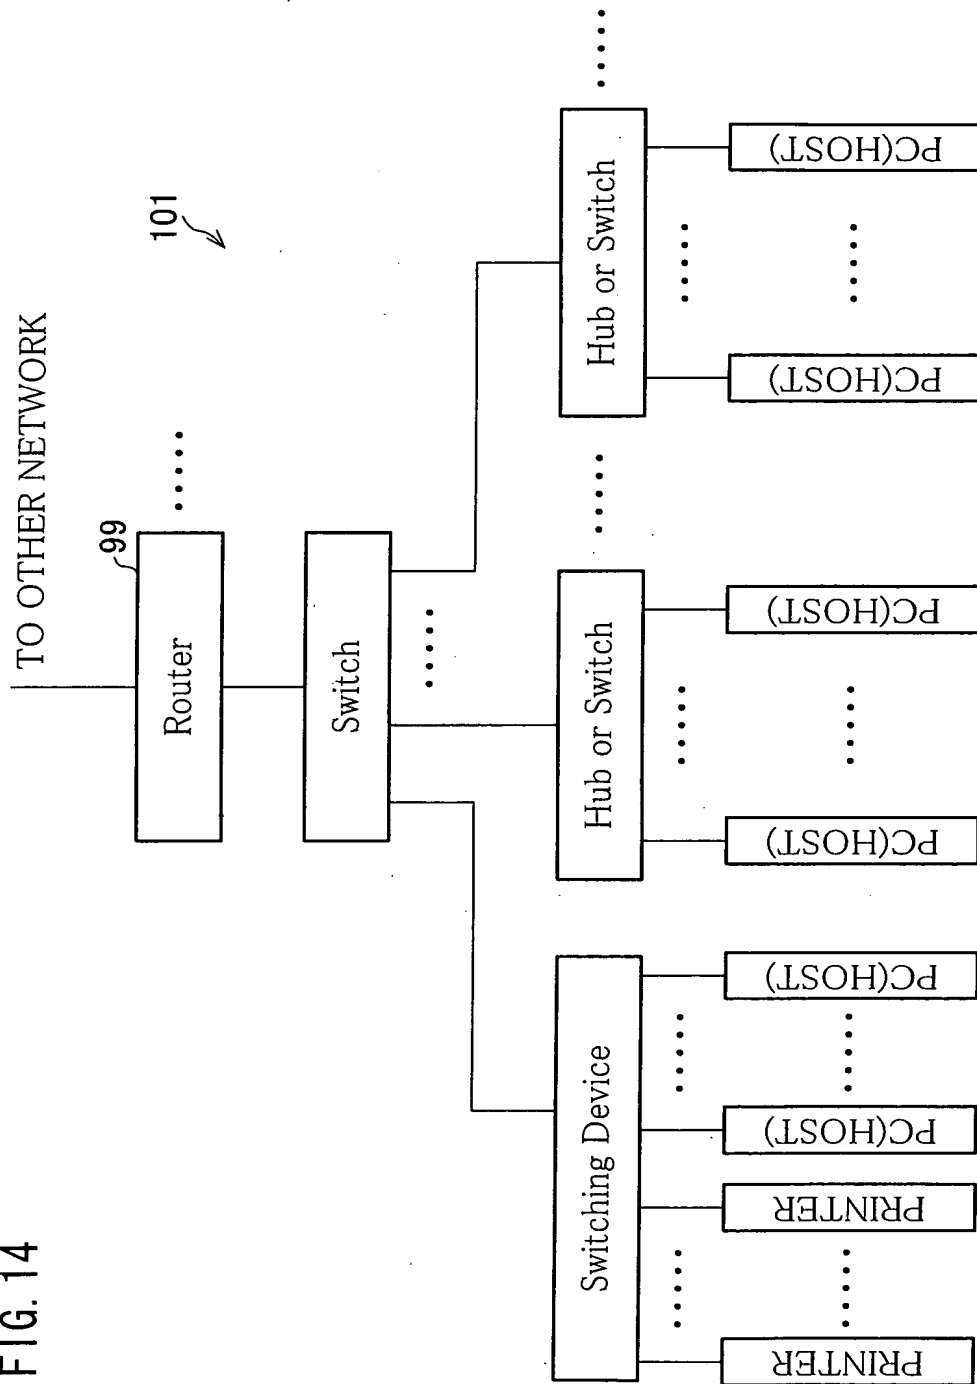 FIG. 14
TO OTHER NETWORK
99
Router
101
Switch
Switching Device
Hub or Switch
Hub or Switch
PRINTER
PRINTER
PC(HOST)
PC(HOST)
PC(HOST)
PC(HOST)
PC(HOST)
PC(HOST)